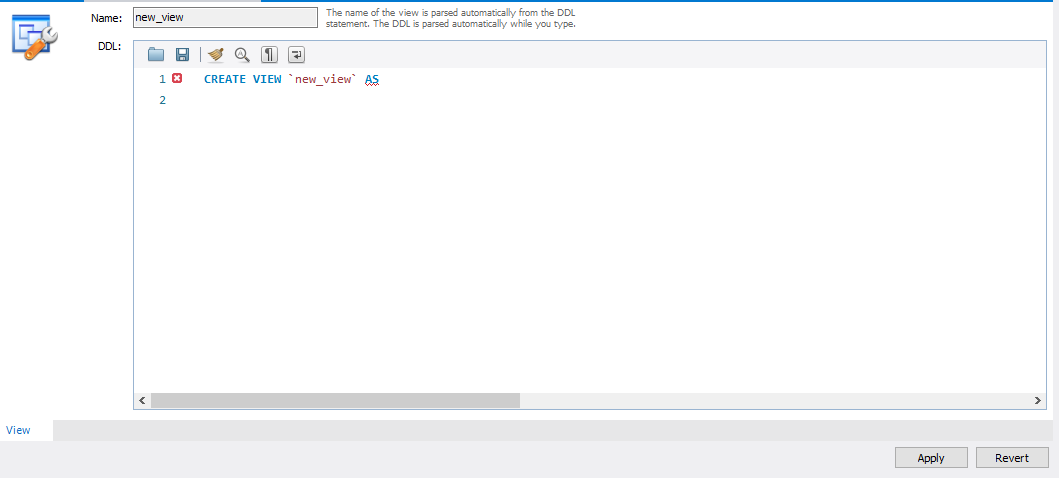 Name:
new_view
The name of the view is parsed automatically from the DDL
statement. The DDL is parsed automatically while you type.
DDL:
1 CREATE VIEW `new_view` AS
2
View
Apply
Revert